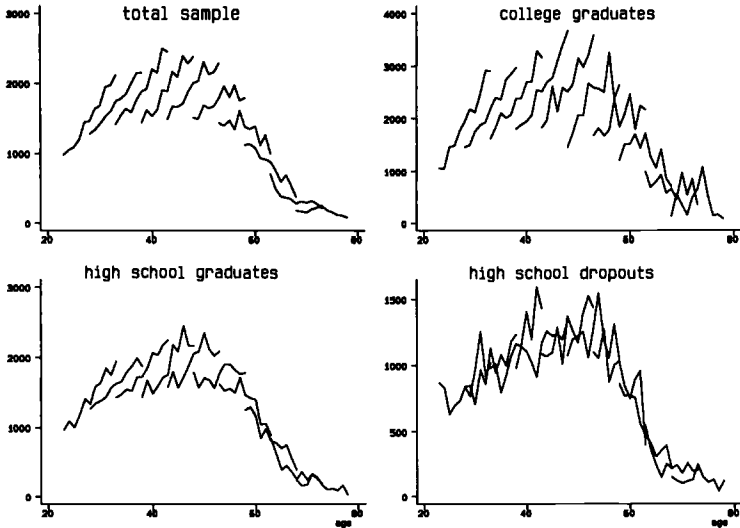 total sample
3000
2000
1000
0
20 40 60 80
college graduates
4000
3000
2000
1000
0
20 40 60 80
high school graduates
3000
2000
1000
0
20 40 60 80
age
high school dropouts
1500
1000
500
0
20 40 60 80
age